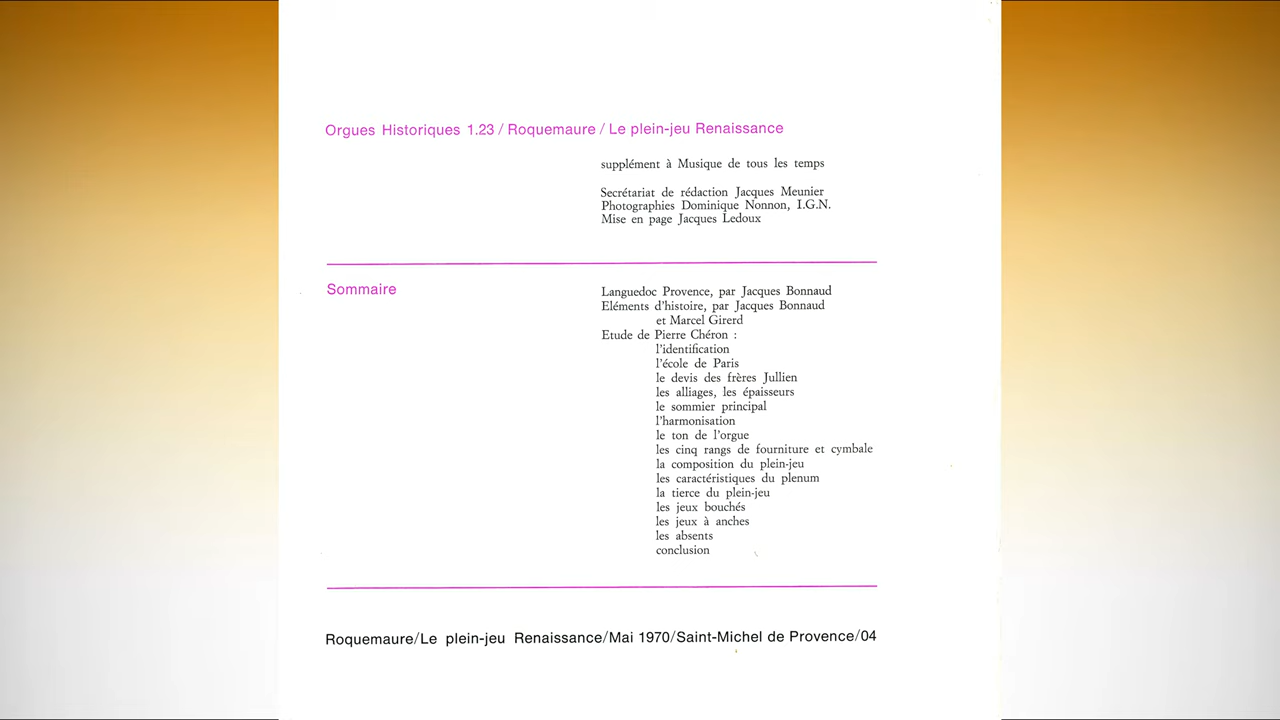 Orgues Historiques 1.23 / Roquemaure / Le plein-jeu Renaissance
supplément à Musique de tous les temps
Secrétariat de rédaction Jacques Meunier
Photographies Dominique Nonnon, I.G.N.
Mise en page Jacques Ledoux
Sommaire
Languedoc Provence, par Jacques Bonnaud
Eléments d'histoire, par Jacques Bonnaud
et Marcel Girerd
Etude de Pierre Chéron :
l'identification
l'école de Paris
le devis des frères Jullien
les alliages, les épaisseurs
le sommier principal
l'harmonisation
le ton de l'orgue
les cinq rangs de fourniture et cymbale
la composition du plein-jeu
les caractéristiques du plenum
la tierce du plein-jeu
les jeux bouchés
les jeux à anches
les absents
conclusion
Roquemaure/Le plein-jeu Renaissance/Mai 1970/Saint-Michel de Provence/04